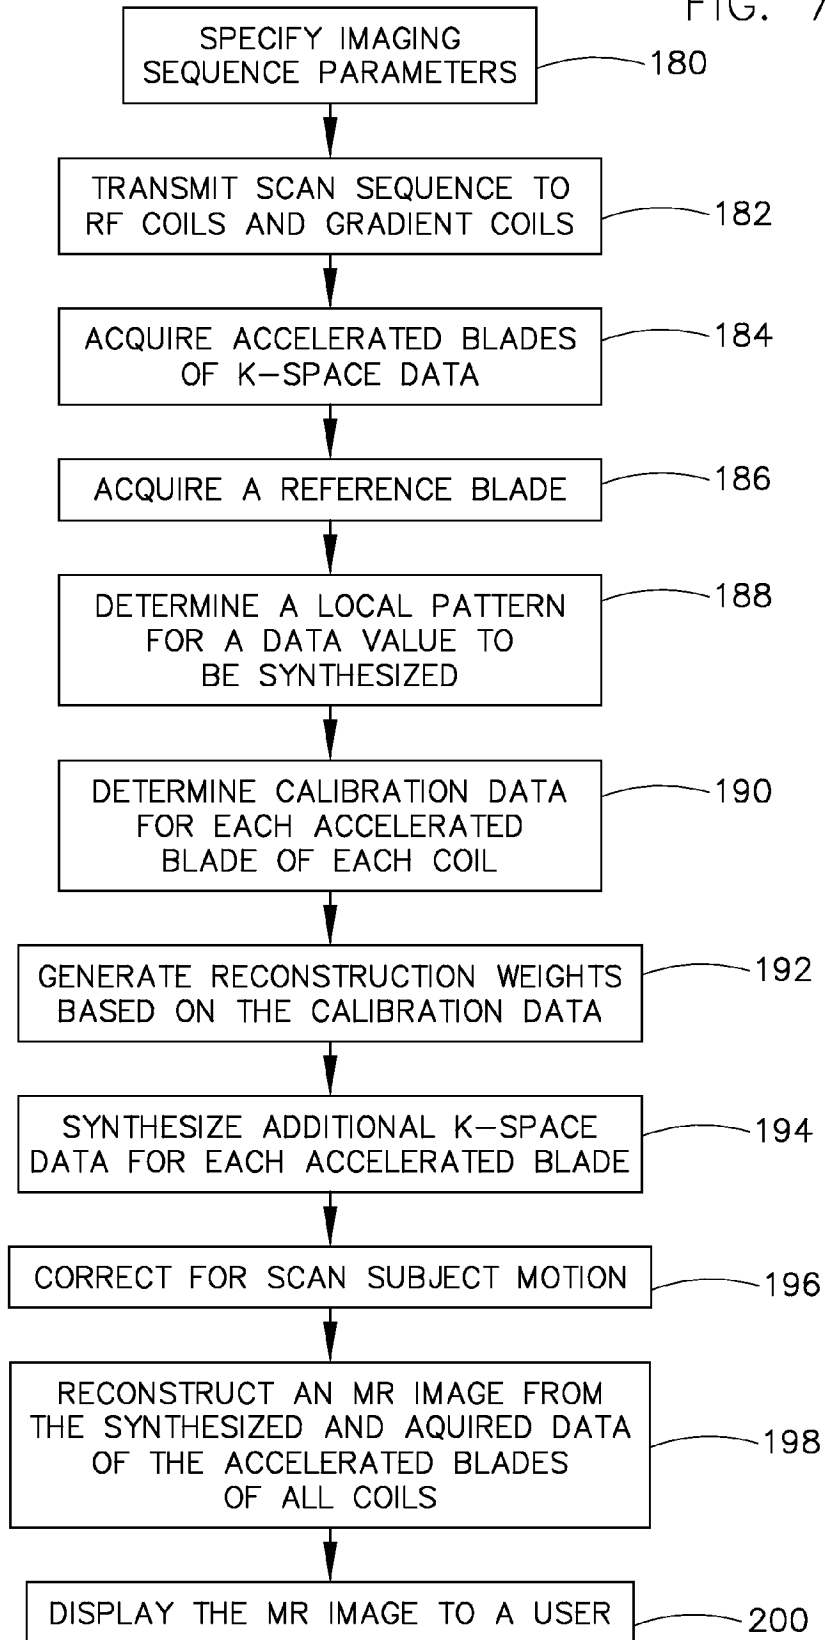 FIG. 7
SPECIFY IMAGING
SEQUENCE PARAMETERS
180
TRANSMIT SCAN SEQUENCE TO
RF COILS AND GRADIENT COILS
182
ACQUIRE ACCELERATED BLADES
OF K-SPACE DATA
184
ACQUIRE A REFERENCE BLADE
186
DETERMINE A LOCAL PATTERN
FOR A DATA VALUE TO
BE SYNTHESIZED
188
DETERMINE CALIBRATION DATA
FOR EACH ACCELERATED
BLADE OF EACH COIL
190
GENERATE RECONSTRUCTION WEIGHTS
BASED ON THE CALIBRATION DATA
192
SYNTHESIZE ADDITIONAL K-SPACE
DATA FOR EACH ACCELERATED BLADE
194
CORRECT FOR SCAN SUBJECT MOTION
196
RECONSTRUCT AN MR IMAGE FROM
THE SYNTHESIZED AND AQUIRED DATA
OF THE ACCELERATED BLADES
OF ALL COILS
198
DISPLAY THE MR IMAGE TO A USER
200